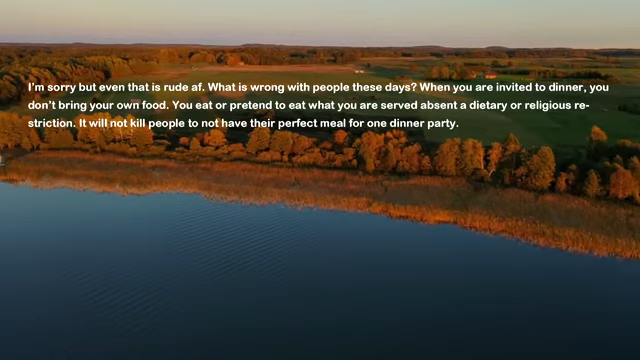 I'm sorry but even that is rude af. What is wrong with people these days? When you are invited to dinner, you
don't bring your own food. You eat or pretend to eat what you are served absent a dietary or religious re-
striction. It will not kill people to not have their perfect meal for one dinner party.